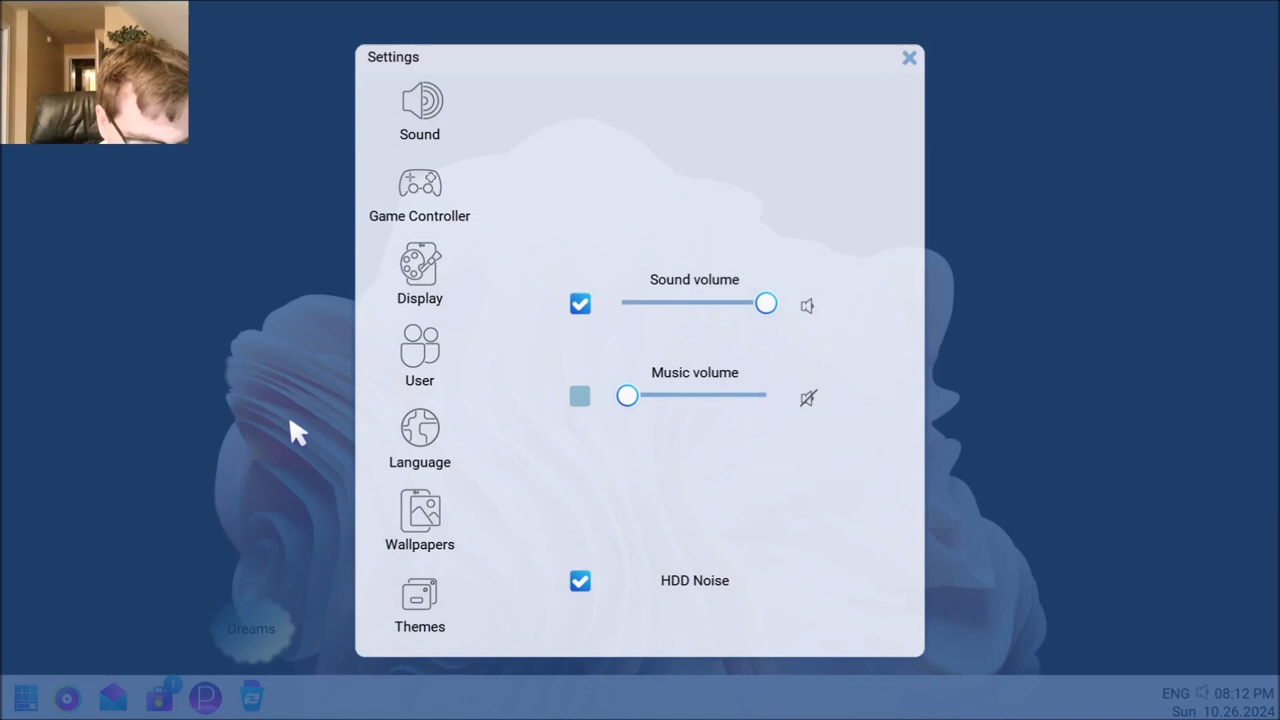 Settings
Sound
Game Controller
Display
User
Language
Wallpapers
Themes
Sound volume
Music volume
HDD Noise
Dreams
1
P
ENG 08:12 PM
Sun 10.26.2024